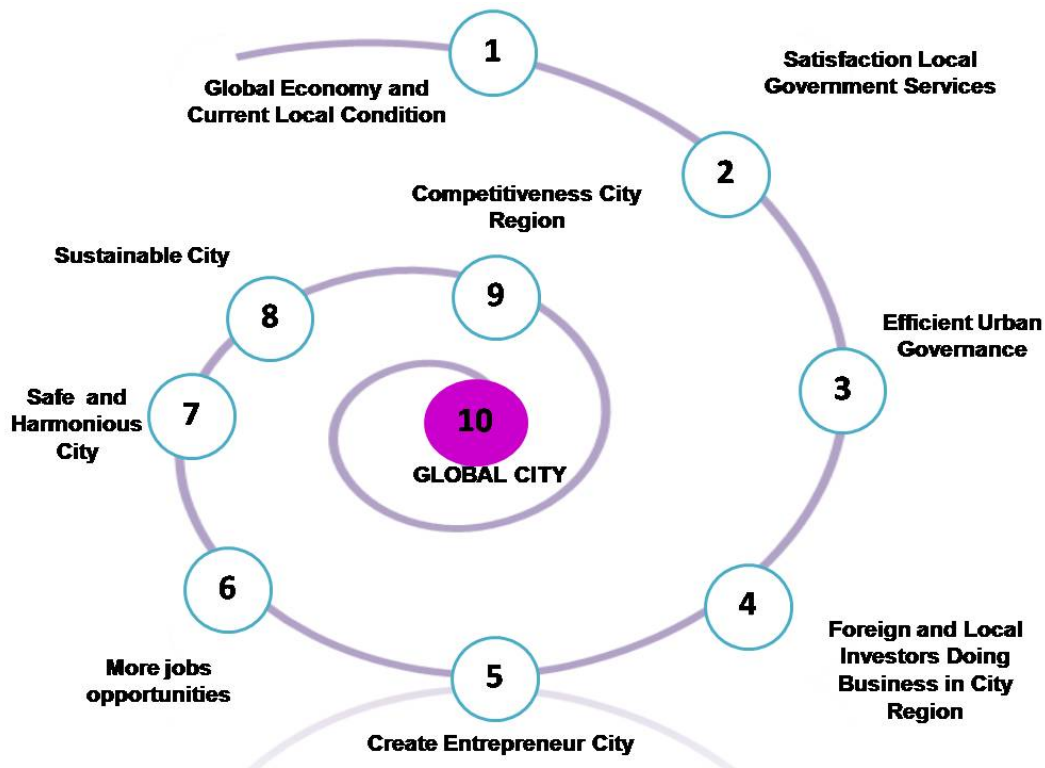 1
Global Economy and
Current Local Condition
2
Satisfaction Local
Government Services
3
Efficient Urban
Governance
4
Foreign and Local
Investors Doing
Business in City
Region
5
Create Entrepreneur City
6
More jobs
opportunities
7
Safe and
Harmonious
City
8
Sustainable City
9
Competitiveness City
Region
10
GLOBAL CITY